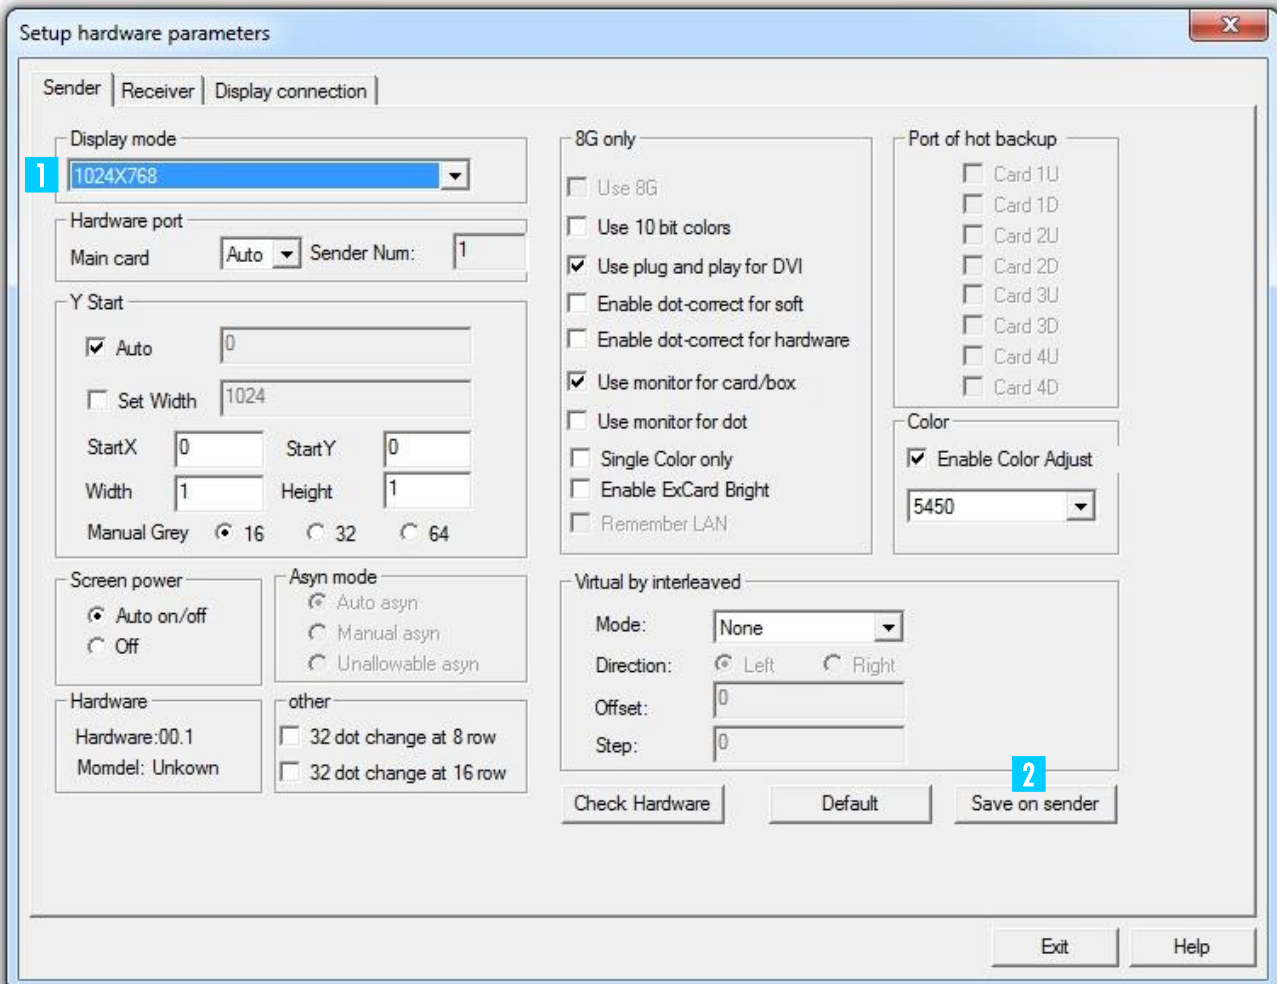 Setup hardware parameters
X
Sender Receiver Display connection
Display mode
1
1024X768
Hardware port
Main card Auto Sender Num: 1
Y Start
Auto 0
Set Width 1024
StartX 0 StartY 0
Width 1 Height 1
Manual Grey 16 32 64
Screen power
Auto on/off
Off
Asyn mode
Auto asyn
Manual asyn
Unallowable asyn
Hardware
Hardware:00.1
Momdel: Unkown
other
32 dot change at 8 row
32 dot change at 16 row
8G only
Use 8G
Use 10 bit colors
Use plug and play for DVI
Enable dot-correct for soft
Enable dot-correct for hardware
Use monitor for card/box
Use monitor for dot
Single Color only
Enable ExCard Bright
Remember LAN
Port of hot backup
Card 1U
Card 1D
Card 2U
Card 2D
Card 3U
Card 3D
Card 4U
Card 4D
Color
Enable Color Adjust
5450
Virtual by interleaved
Mode: None
Direction: Left Right
Offset: 0
Step: 0
2
Check Hardware Default Save on sender
Exit Help